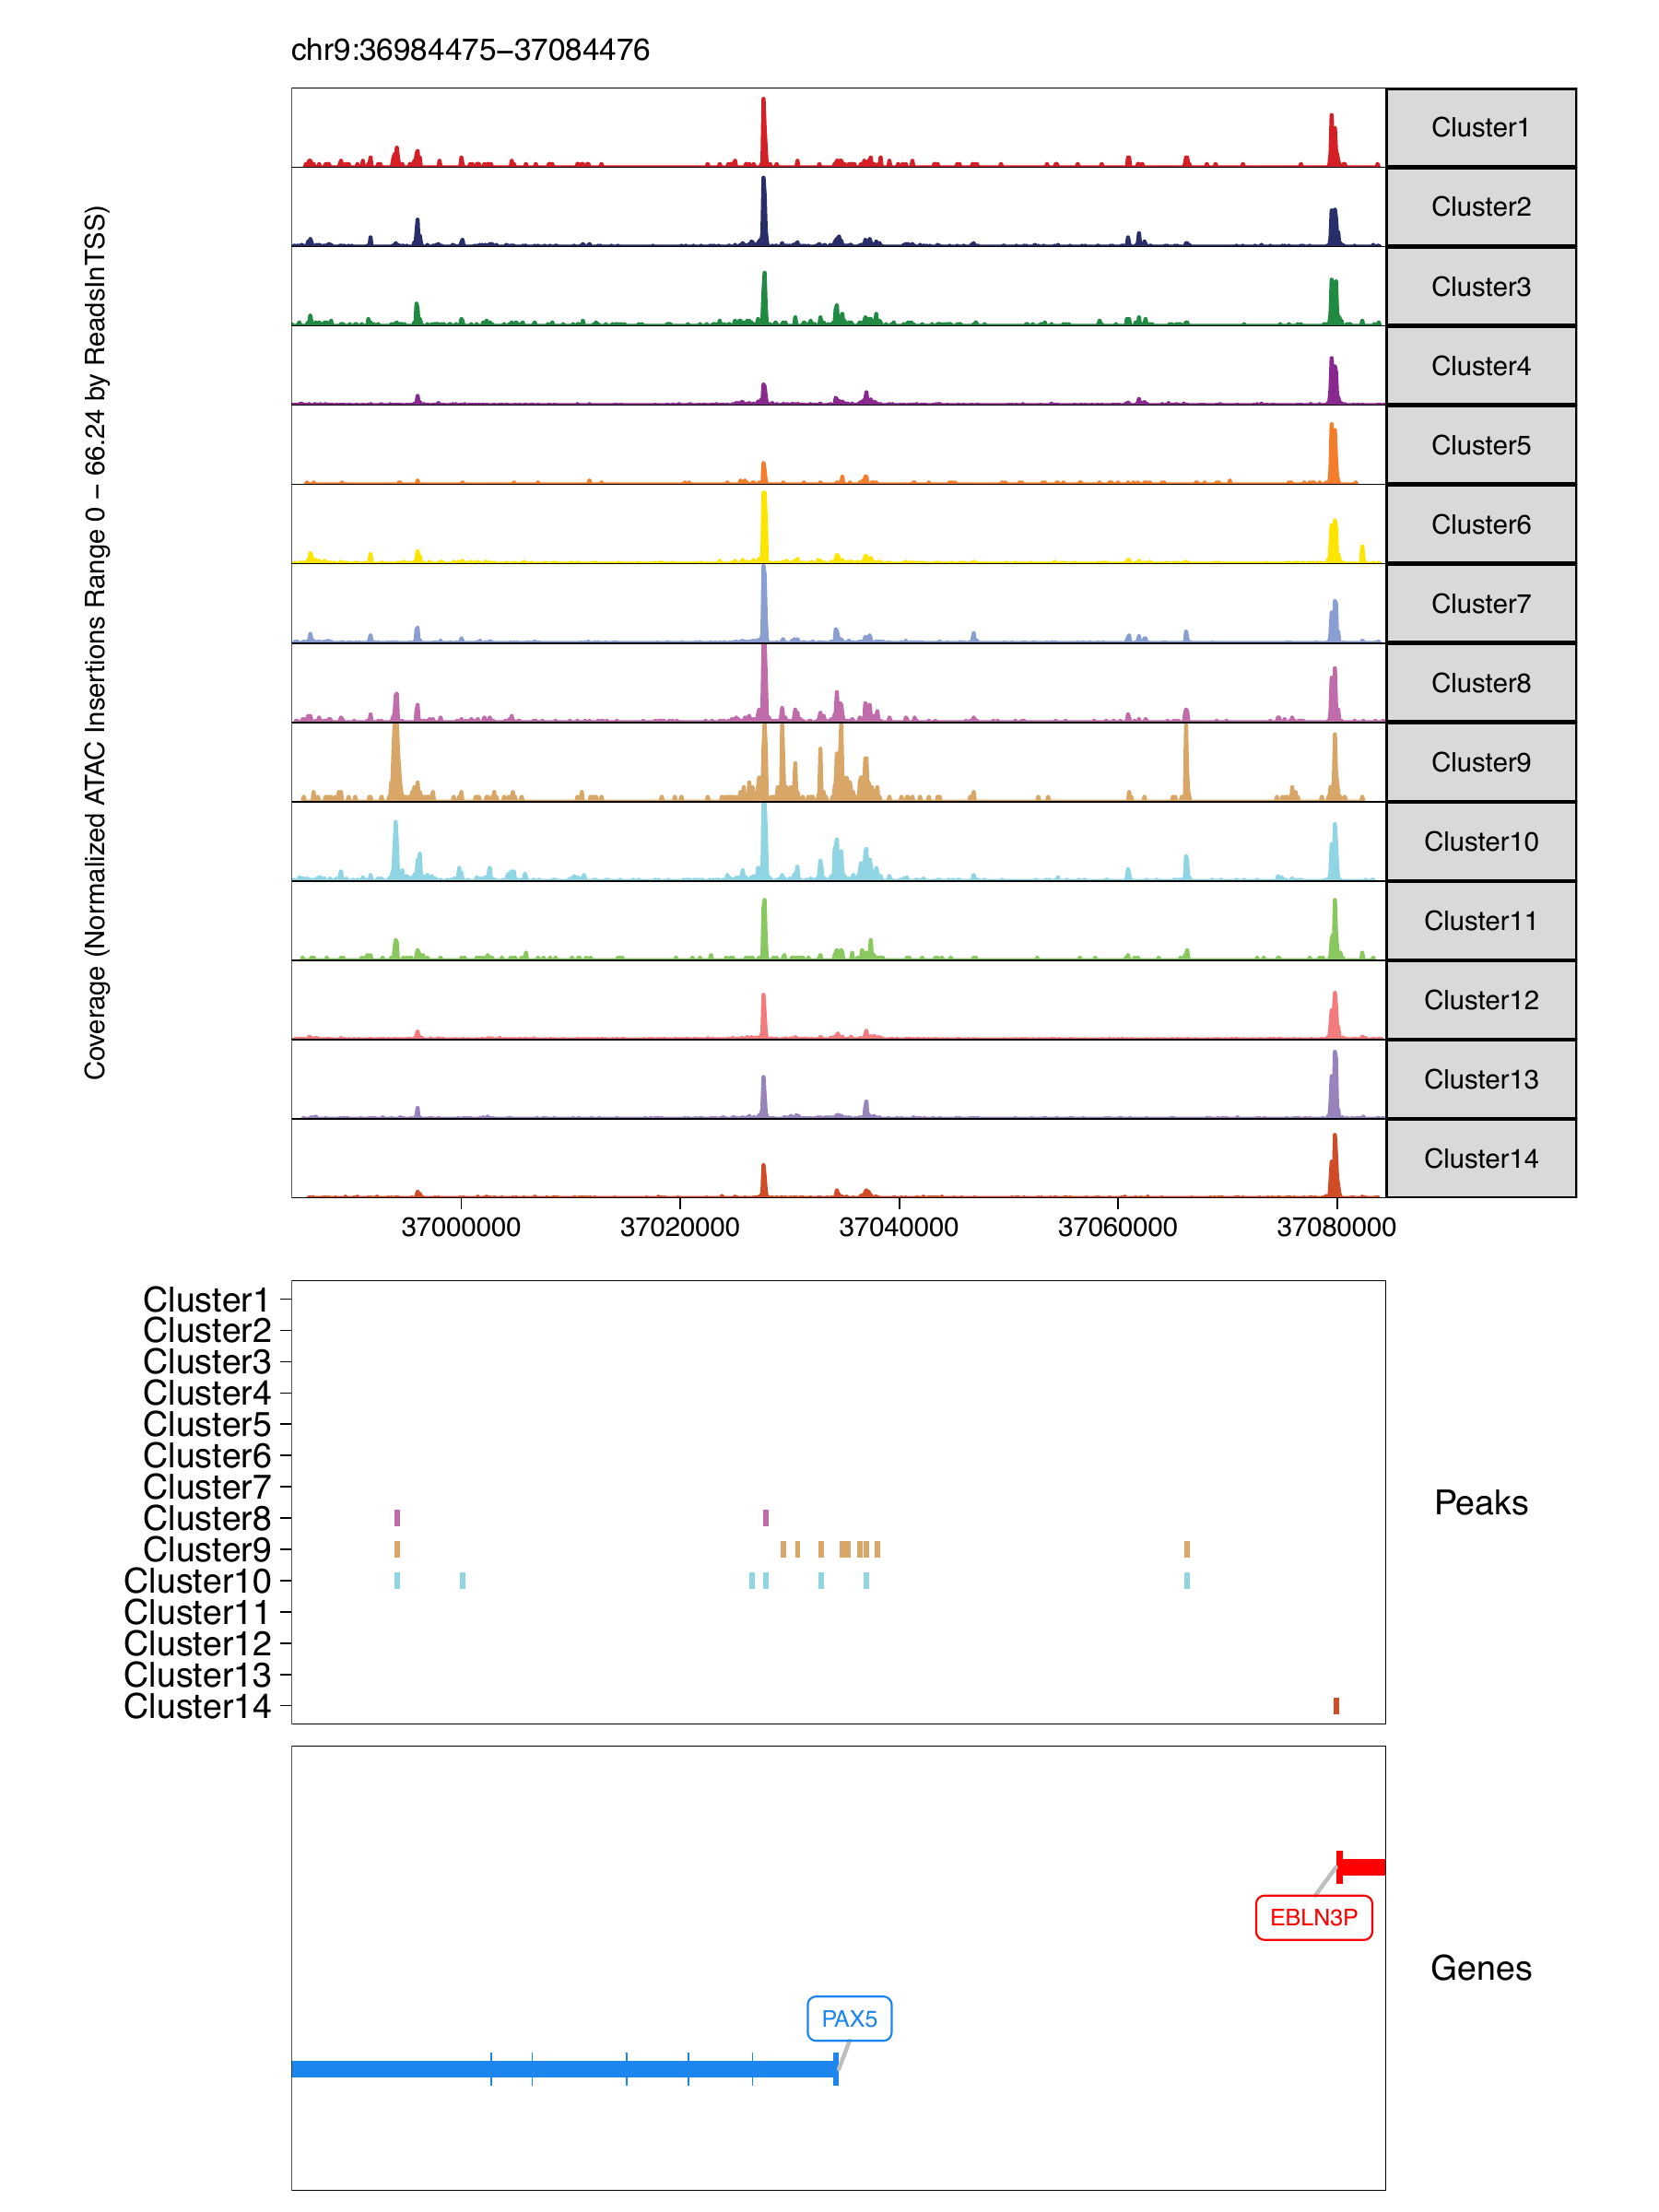 chr9:36984475−37084476
Coverage (Normalized ATAC Insertions Range 0 − 66.24 by ReadsInTSS)
Cluster1
Cluster2
Cluster3
Cluster4
Cluster5
Cluster6
Cluster7
Cluster8
Cluster9
Cluster10
Cluster11
Cluster12
Cluster13
Cluster14
37000000 37020000 37040000 37060000 37080000
Cluster1
Cluster2
Cluster3
Cluster4
Cluster5
Cluster6
Cluster7
Cluster8
Cluster9
Cluster10
Cluster11
Cluster12
Cluster13
Cluster14
Peaks
EBLN3P
Genes
PAX5